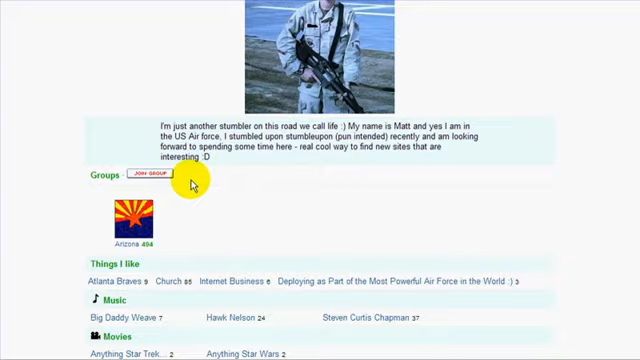 I'm just another stumbler on this road we call life :) My name is Matt and yes I am in
the US Air force, I stumbled upon stumbleupon (pun intended) recently and am looking
forward to spending some time here - real cool way to find new sites that are
interesting :D
Groups · JOIN GROUP
Arizona 494
Things I like
Atlanta Braves 9 Church 85 Internet Business 6 Deploying as Part of the Most Powerful Air Force in the World :) 3
Music
Big Daddy Weave 7 Hawk Nelson 24 Steven Curtis Chapman 37
Movies
Anything Star Trek... 2 Anything Star Wars 2